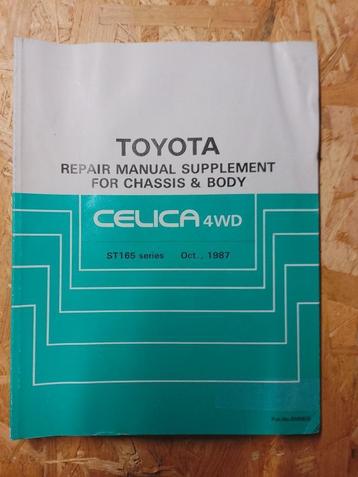 TOYOTA
REPAIR MANUAL SUPPLEMENT
FOR CHASSIS & BODY
CELICA 4WD
ST165 series Oct., 1987